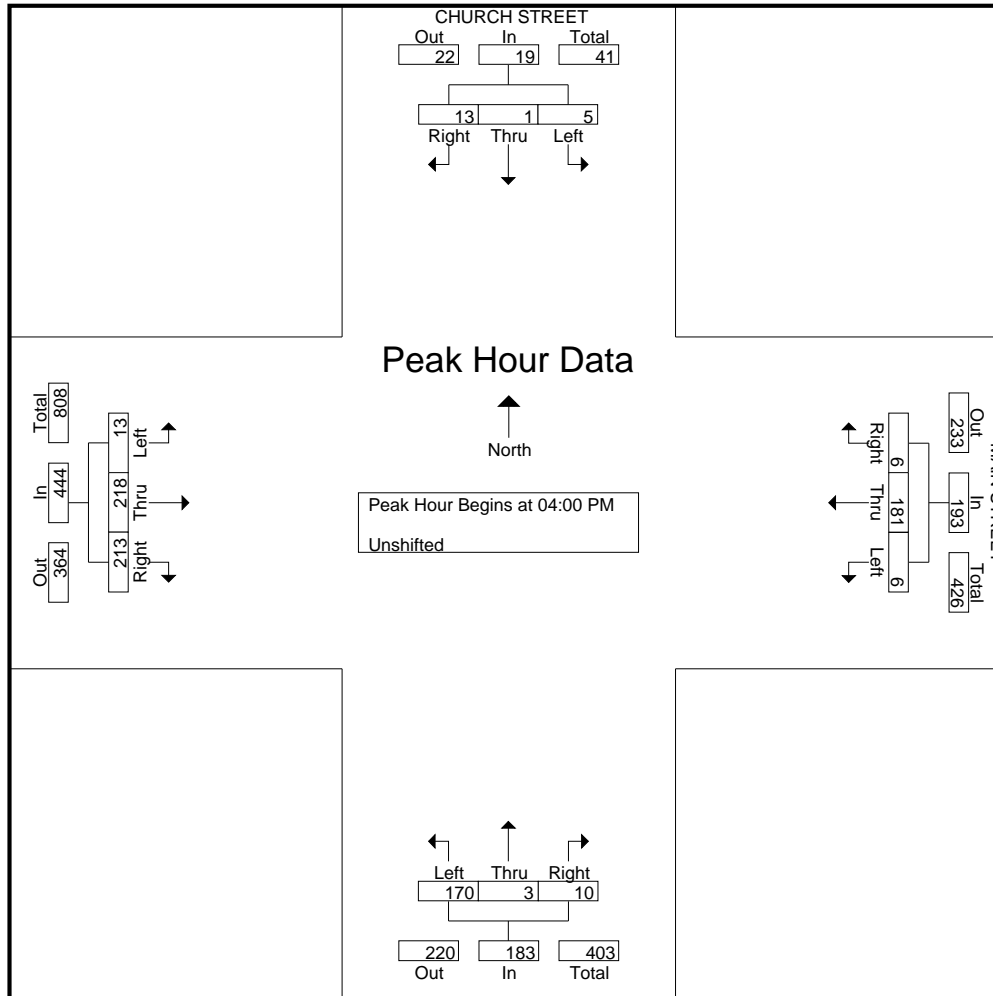 CHURCH STREET
Out In Total
22 19 41
13 1 5
Right Thru Left
Peak Hour Data
North
Peak Hour Begins at 04:00 PM
Unshifted
Total In Out
808 444 364
13 218 213
Left Thru Right
Right Thru Left
6 181 6
Out In Total
233 193 426
Left Thru Right
170 3 10
220 183 403
Out In Total